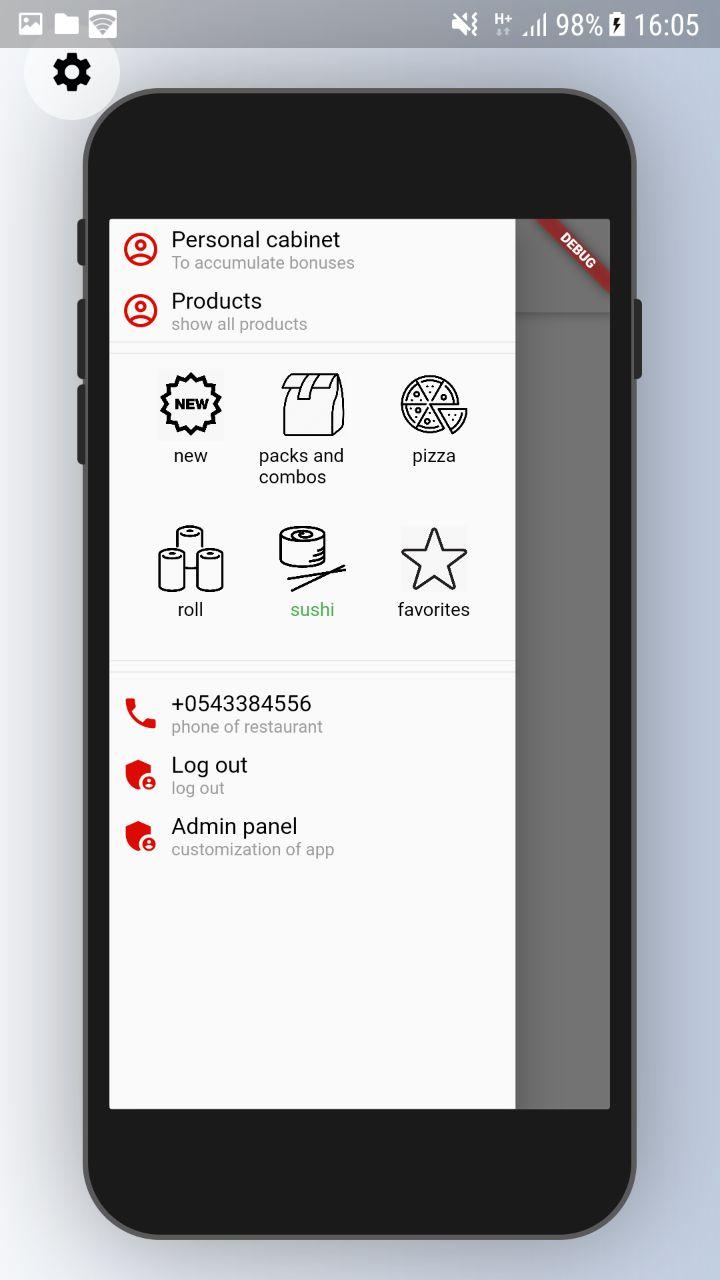 H+ 98% 16:05
Personal cabinet
To accumulate bonuses
DEBUG
Products
show all products
NEW
new
packs and
combos
pizza
roll
sushi
favorites
+0543384556
phone of restaurant
Log out
log out
Admin panel
customization of app